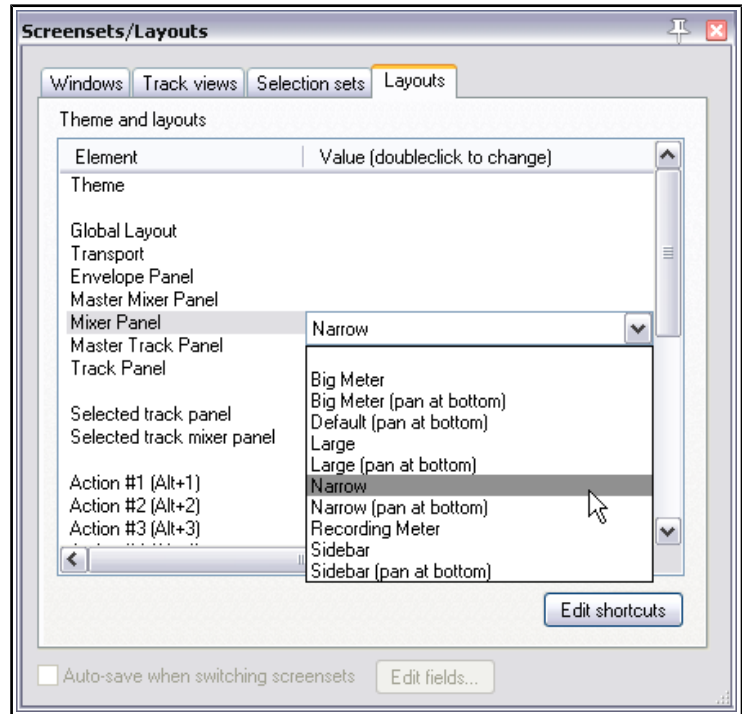 Screensets/Layouts
Windows Track views Selection sets Layouts
Theme and layouts
Element Value (doubleclick to change)
Theme
Global Layout
Transport
Envelope Panel
Master Mixer Panel
Mixer Panel Narrow
Master Track Panel
Track Panel
Big Meter
Big Meter (pan at bottom)
Default (pan at bottom)
Large
Large (pan at bottom)
Narrow
Narrow (pan at bottom)
Recording Meter
Sidebar
Sidebar (pan at bottom)
Selected track panel
Selected track mixer panel
Action #1 (Alt+1)
Action #2 (Alt+2)
Action #3 (Alt+3)
Edit shortcuts
Auto-save when switching screensets Edit fields...